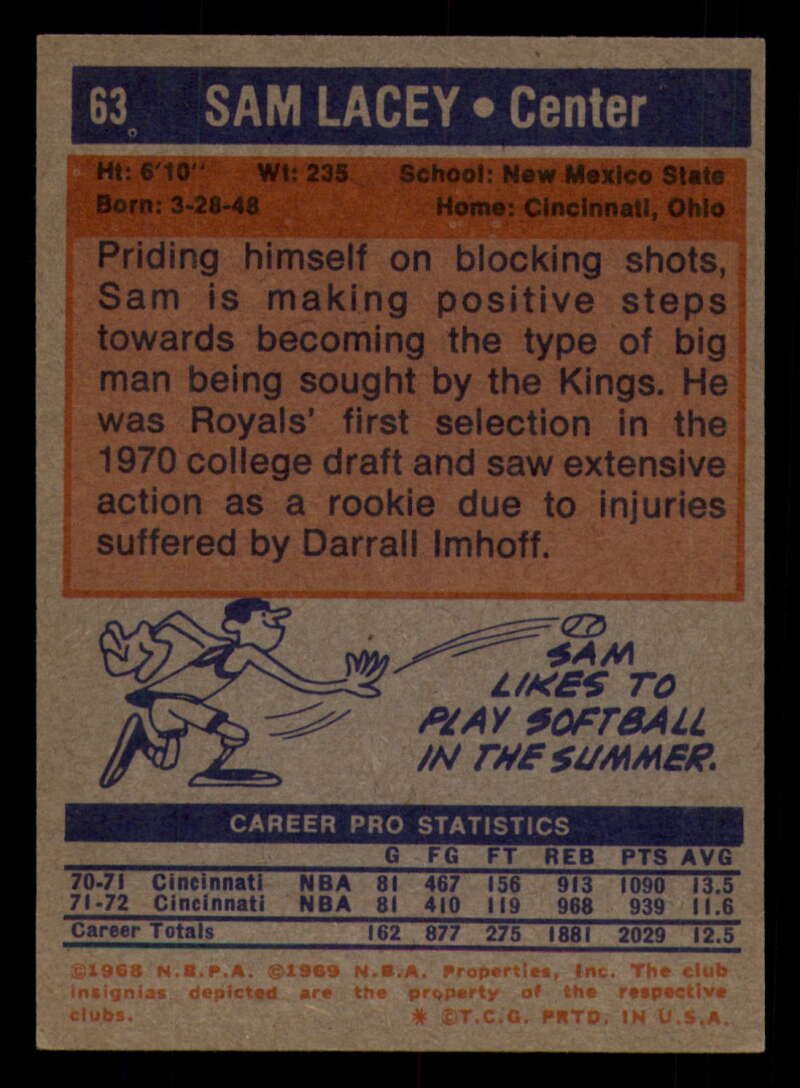 63 SAM LACEY • Center
Ht: 6'10" Wt: 235 School: New Mexico State
Born: 3-28-48 Home: Cincinnati, Ohio
Priding himself on blocking shots,
Sam is making positive steps
towards becoming the type of big
man being sought by the Kings. He
was Royals' first selection in the
1970 college draft and saw extensive
action as a rookie due to injuries
suffered by Darrall Imhoff.
SAM
LIKES TO
PLAY SOFTBALL
IN THE SUMMER.
CAREER PRO STATISTICS
G FG FT REB PTS AVG
70-71 Cincinnati NBA 81 467 156 913 1090 13.5
71-72 Cincinnati NBA 81 410 119 968 939 11.6
Career Totals 162 877 275 1881 2029 12.5
©1968 N.B.P.A. ©1969 N.B.A. Properties, Inc. The club
insignias depicted are the property of the respective
clubs. * ©T.C.G. PRTD. IN U.S.A.